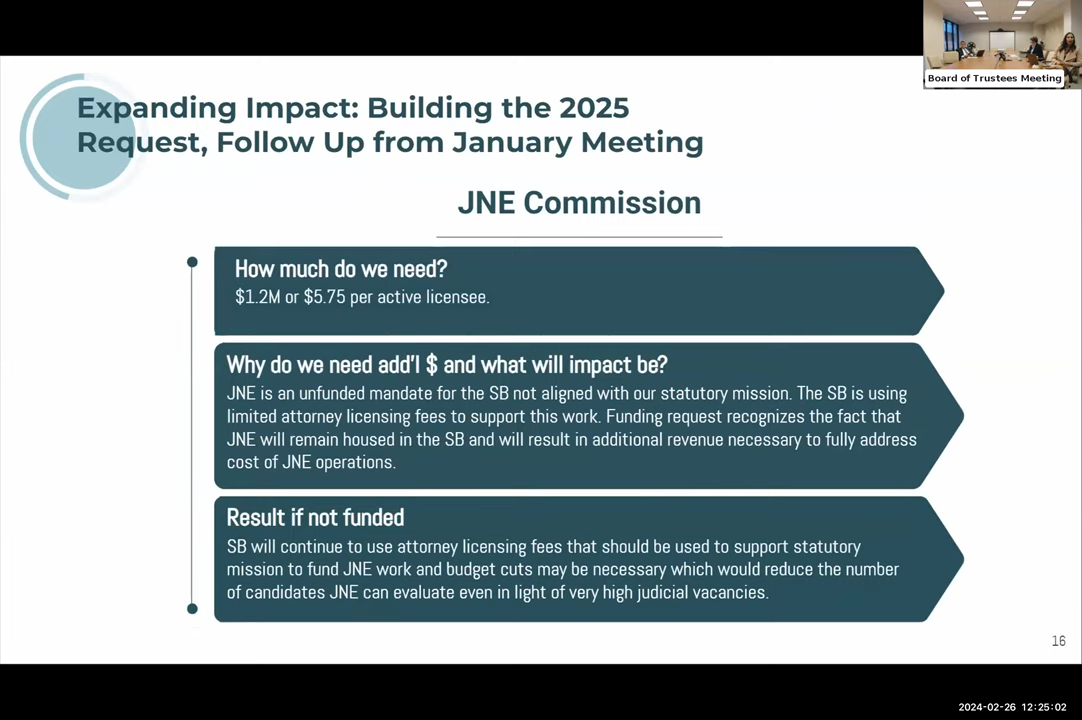 Board of Trustees Meeting
Expanding Impact: Building the 2025
Request, Follow Up from January Meeting
JNE Commission
How much do we need?
$1.2M or $5.75 per active licensee.
Why do we need add'l $ and what will impact be?
JNE is an unfunded mandate for the SB not aligned with our statutory mission. The SB is using
limited attorney licensing fees to support this work. Funding request recognizes the fact that
JNE will remain housed in the SB and will result in additional revenue necessary to fully address
cost of JNE operations.
Result if not funded
SB will continue to use attorney licensing fees that should be used to support statutory
mission to fund JNE work and budget cuts may be necessary which would reduce the number
of candidates JNE can evaluate even in light of very high judicial vacancies.
16
2024-02-26 12:25:02